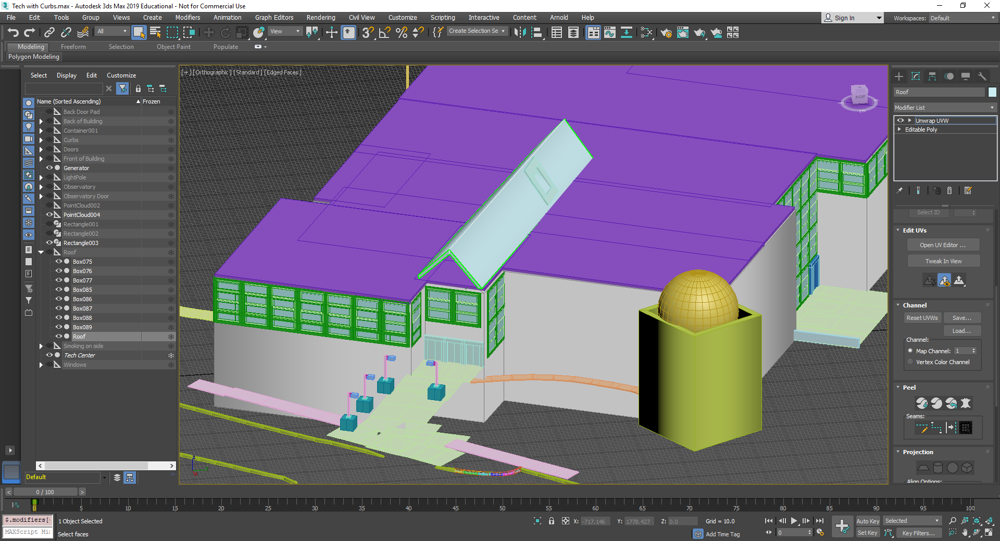 Tech with Curbs.max - Autodesk 3ds Max 2019 Educational - Not for Commercial Use
File Edit Tools Group Views Create Modifiers Animation Graph Editors Rendering Civil View Customize Scripting Interactive Content Arnold Help
Sign In Workspaces: Default
All View Create Selection Se
Modeling Freeform Selection Object Paint Populate
Polygon Modeling
Select Display Edit Customize
[+] [Orthographic] [Standard] [Edged Faces]
Name (Sorted Ascending) Frozen
Back Door Pad
Back of Building
Container001
Curbs
Doors
Front of Building
Generator
LightPole
Observatory
Observatory Door
PointCloud002
PointCloud004
Rectangle001
Rectangle002
Rectangle003
Roof
Box075
Box076
Box077
Box085
Box086
Box087
Box088
Box089
Roof
Smoking on side
Tech Center
Windows
Default
RIGHT
Roof
Modifier List
Unwrap UVW
Editable Poly
Select ID
Edit UVs
Open UV Editor ...
Tweak In View
Channel
Reset UVWs Save...
Load...
Channel:
Map Channel: 1
Vertex Color Channel
Peel
Seams:
Projection
Align Options:
0 / 100
0 5 10 15 20 25 30 35 40 45 50 55 60 65 70 75 80 85 90 95 100
$.modifiers[
MAXScript Mi
1 Object Selected
Select faces
X: -717.146 Y: 1778.427 Z: 0.0 Grid = 10.0
Add Time Tag
0
Auto Key Selected
Set Key Key Filters...